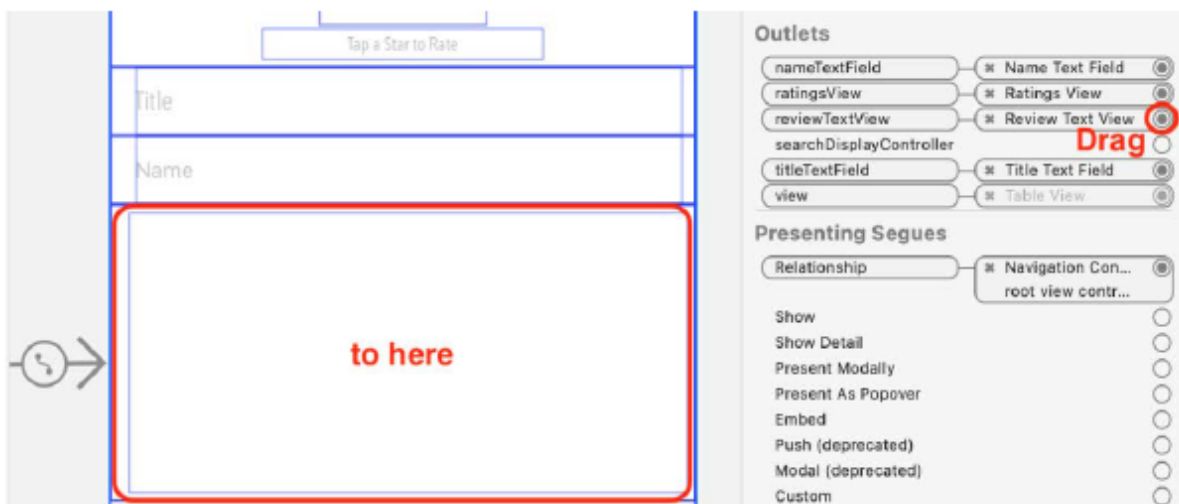 Tap a Star to Rate
Title
Name
to here
Outlets
nameTextField ⌘ Name Text Field
ratingsView ⌘ Ratings View
reviewTextView ⌘ Review Text View
Drag
searchDisplayController
titleTextField ⌘ Title Text Field
view ⌘ Table View
Presenting Segues
Relationship ⌘ Navigation Con...
root view contr...
Show
Show Detail
Present Modally
Present As Popover
Embed
Push (deprecated)
Modal (deprecated)
Custom